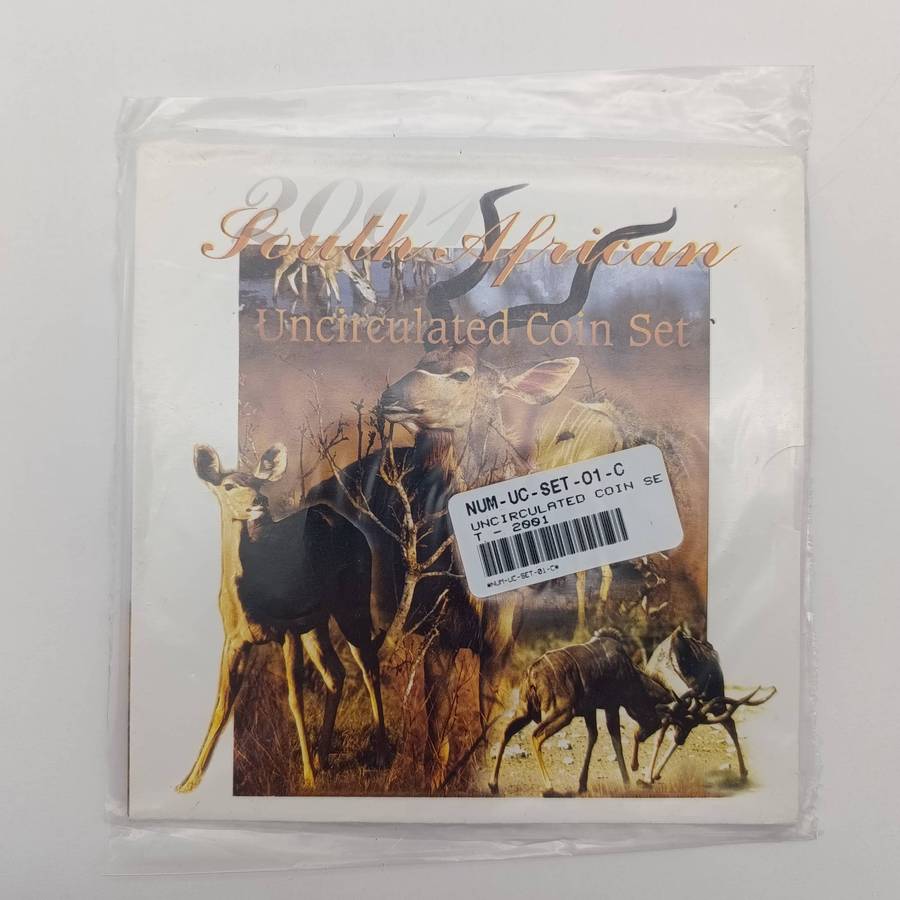 2001
South African
Uncirculated Coin Set
NUM-UC-SET-01-C
UNCIRCULATED COIN SE
T - 2001
*NUM-UC-SET-01-C*